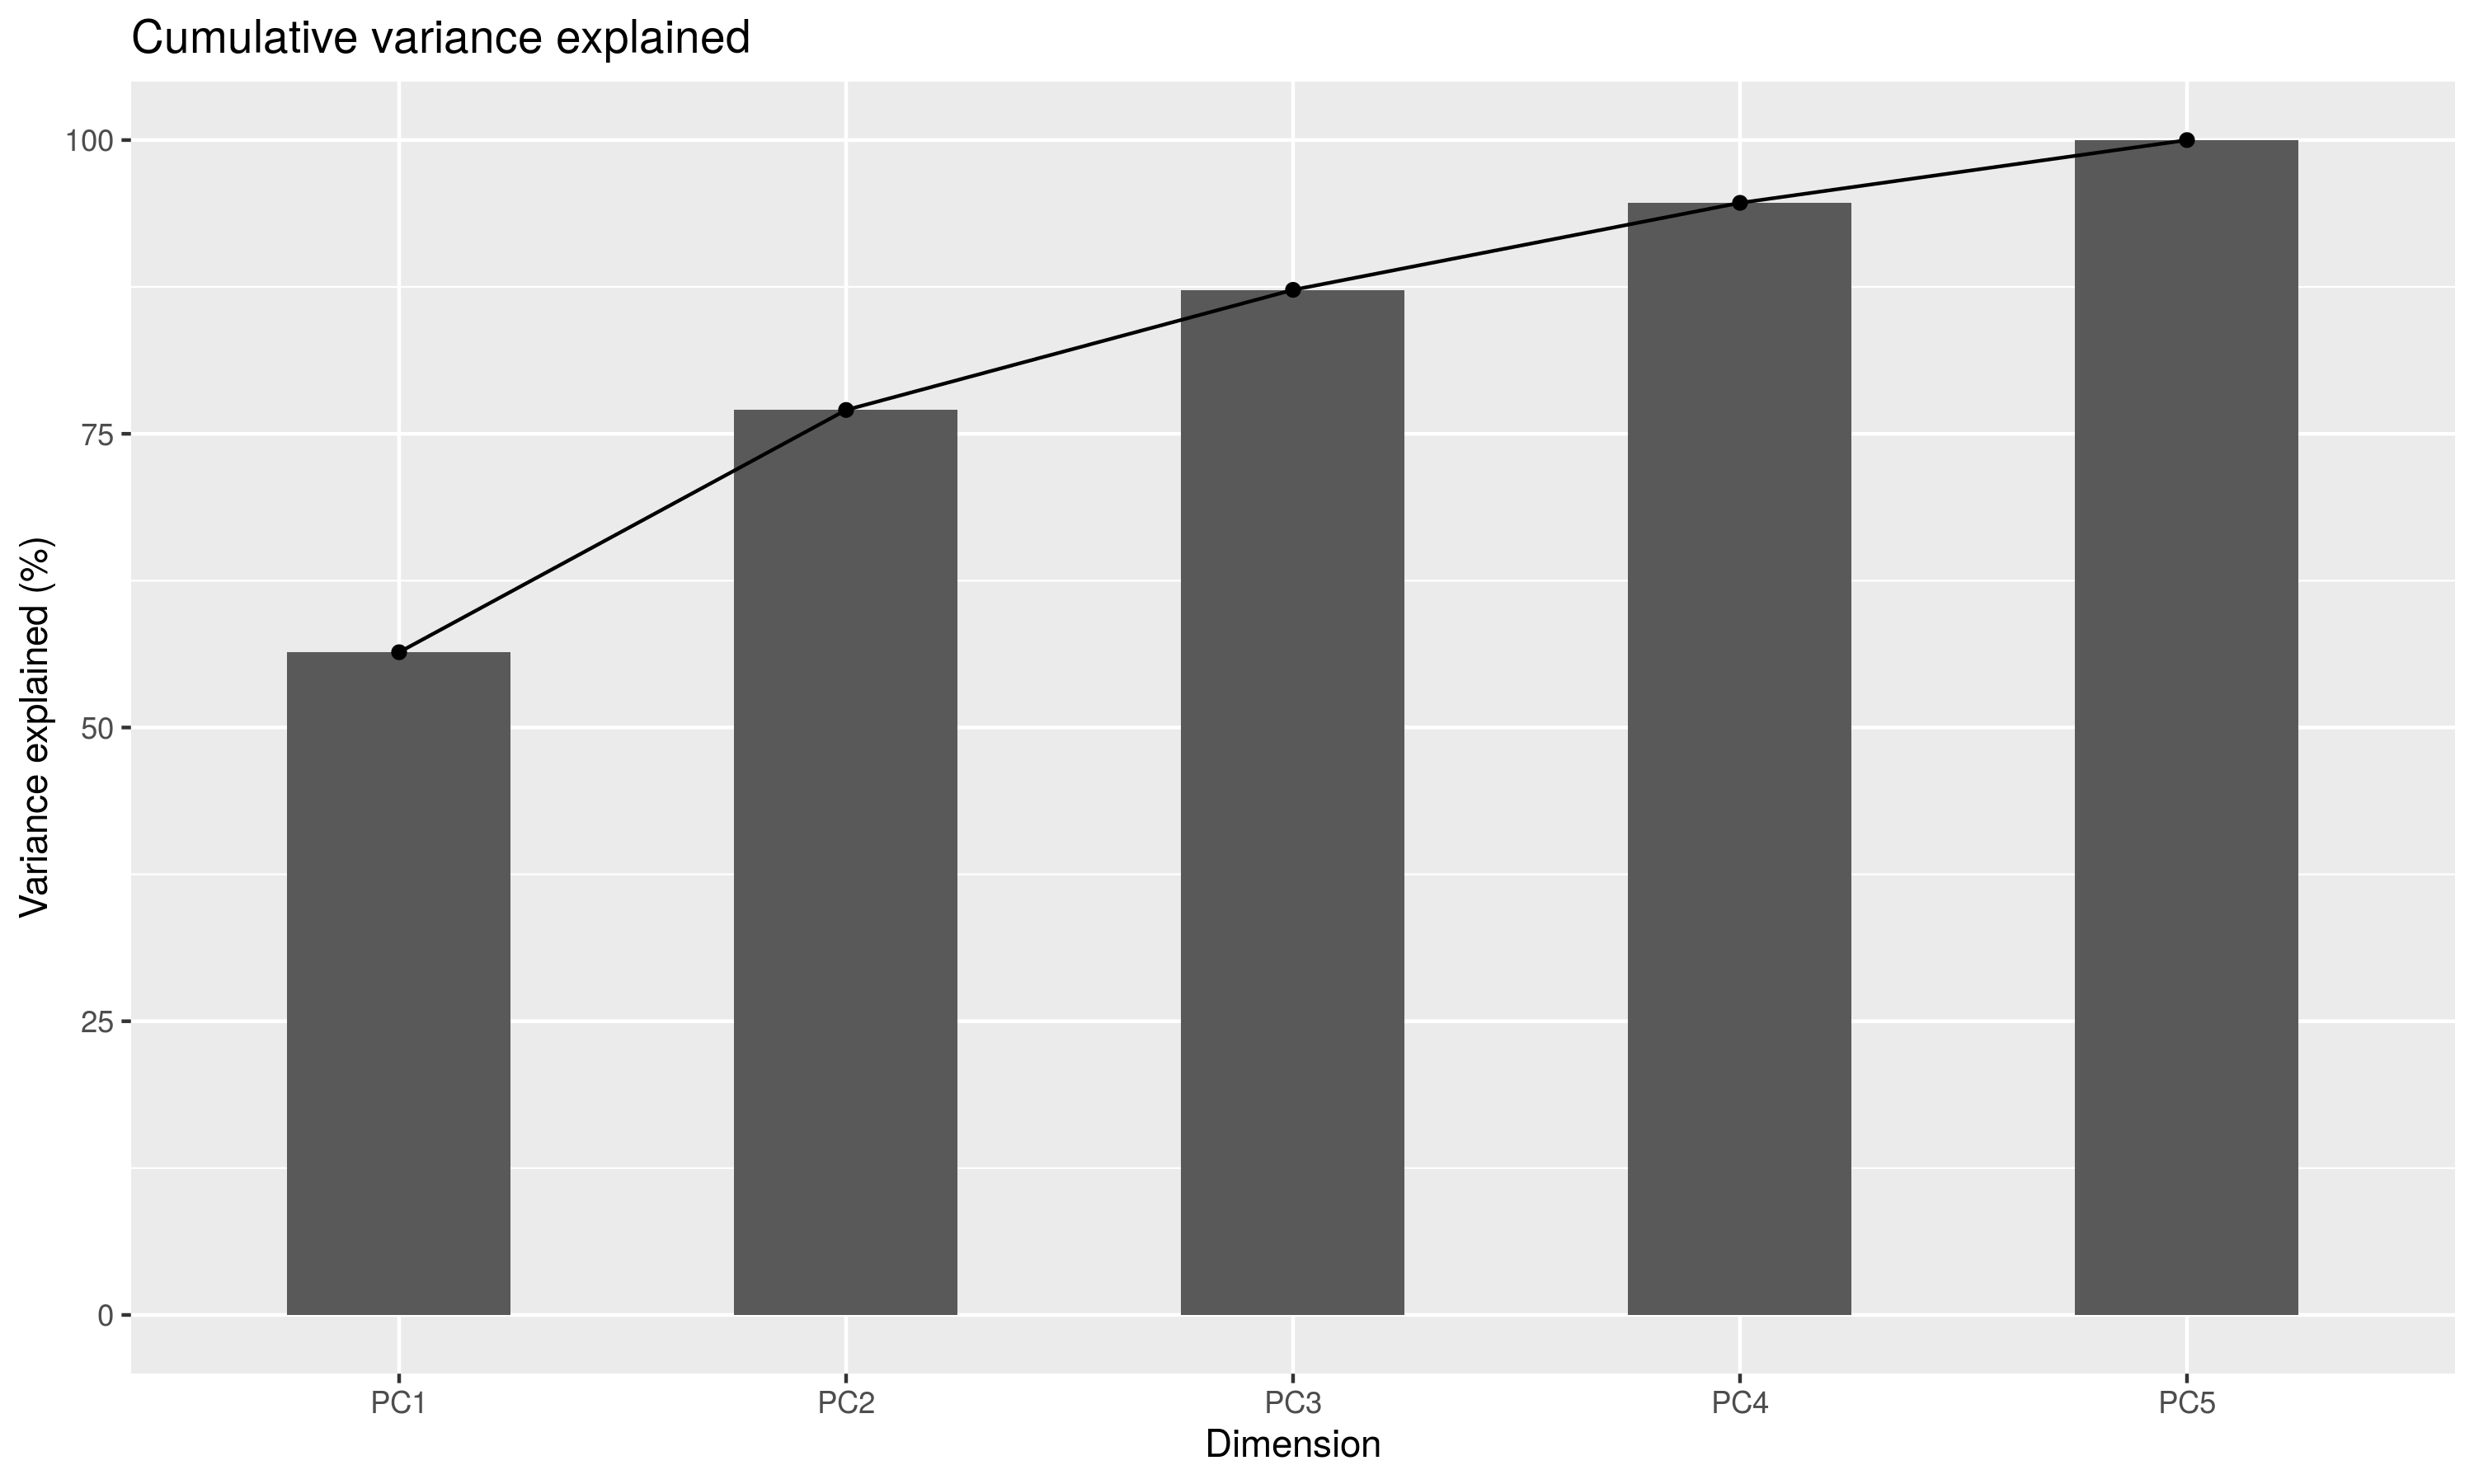 Cumulative variance explained
Variance explained (%)
100
75
50
25
0
PC1 PC2 PC3 PC4 PC5
Dimension